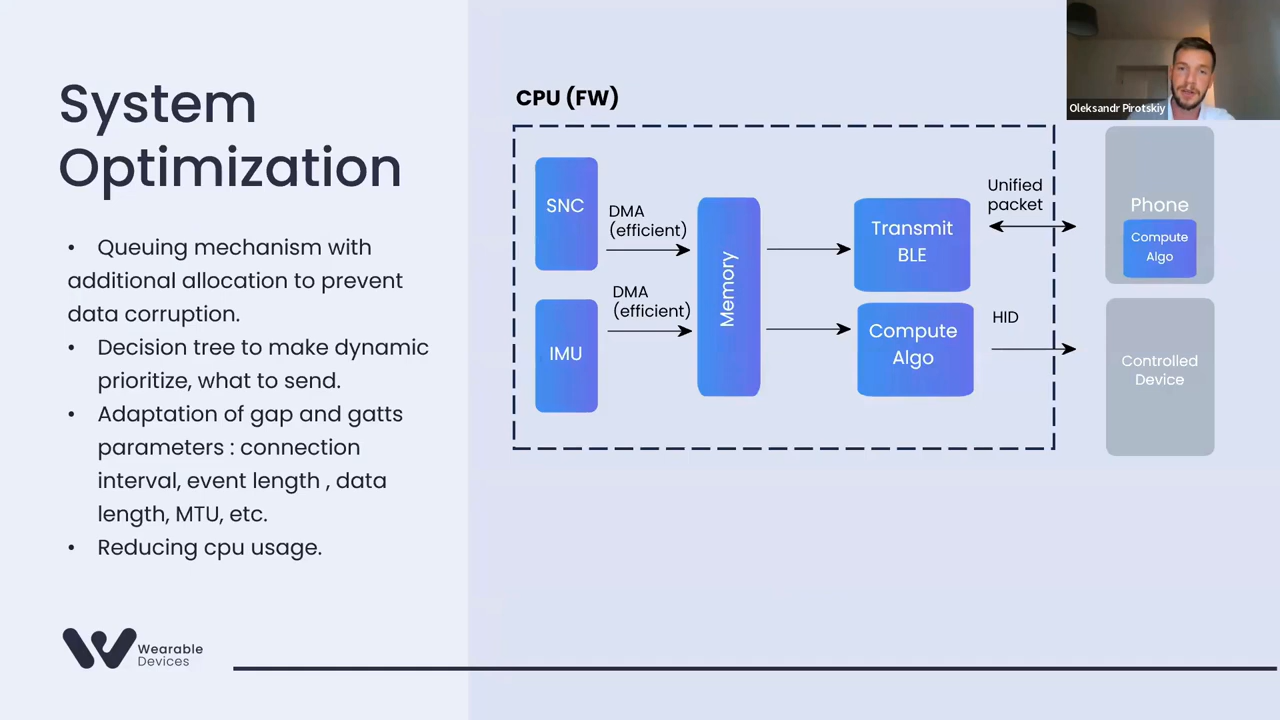 System
Optimization
• Queuing mechanism with
additional allocation to prevent
data corruption.
• Decision tree to make dynamic
prioritize, what to send.
• Adaptation of gap and gatts
parameters : connection
interval, event length , data
length, MTU, etc.
• Reducing cpu usage.
Wearable
Devices
CPU (FW)
SNC
DMA
(efficient)
IMU
DMA
(efficient)
Memory
Transmit
BLE
Compute
Algo
Unified
packet
HID
Phone
Compute
Algo
Controlled
Device
Oleksandr Pirotskiy